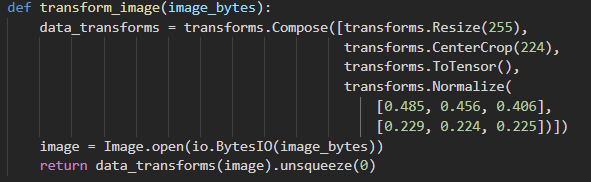 def transform_image(image_bytes):
    data_transforms = transforms.Compose([transforms.Resize(255),
                                          transforms.CenterCrop(224),
                                          transforms.ToTensor(),
                                          transforms.Normalize(
                                              [0.485, 0.456, 0.406],
                                              [0.229, 0.224, 0.225])])
    image = Image.open(io.BytesIO(image_bytes))
    return data_transforms(image).unsqueeze(0)